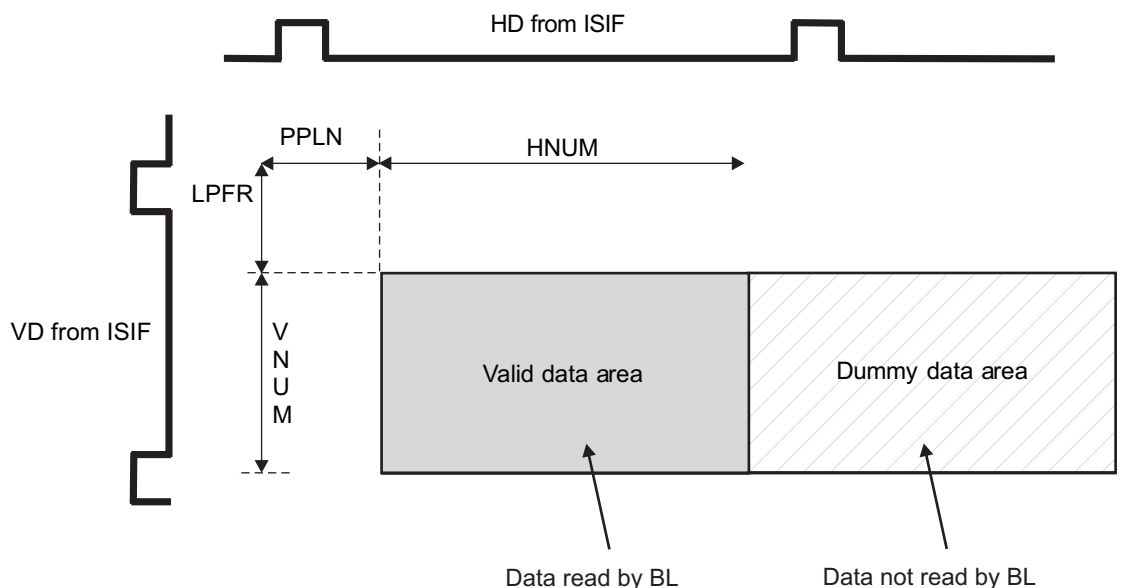 HD from ISIF
PPLN
HNUM
LPFR
VD from ISIF
V
N
U
M
Valid data area
Dummy data area
Data read by BL
Data not read by BL